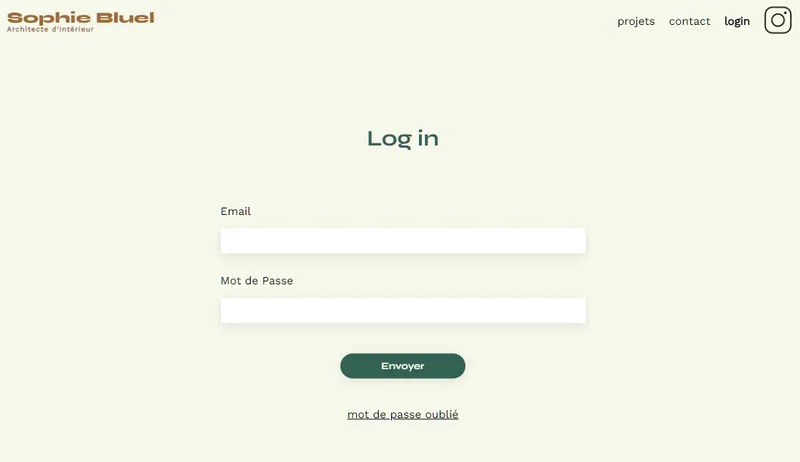 Sophie Bluel
Architecte d'intérieur
projets contact login
Log in
Email
Mot de Passe
Envoyer
mot de passe oublié